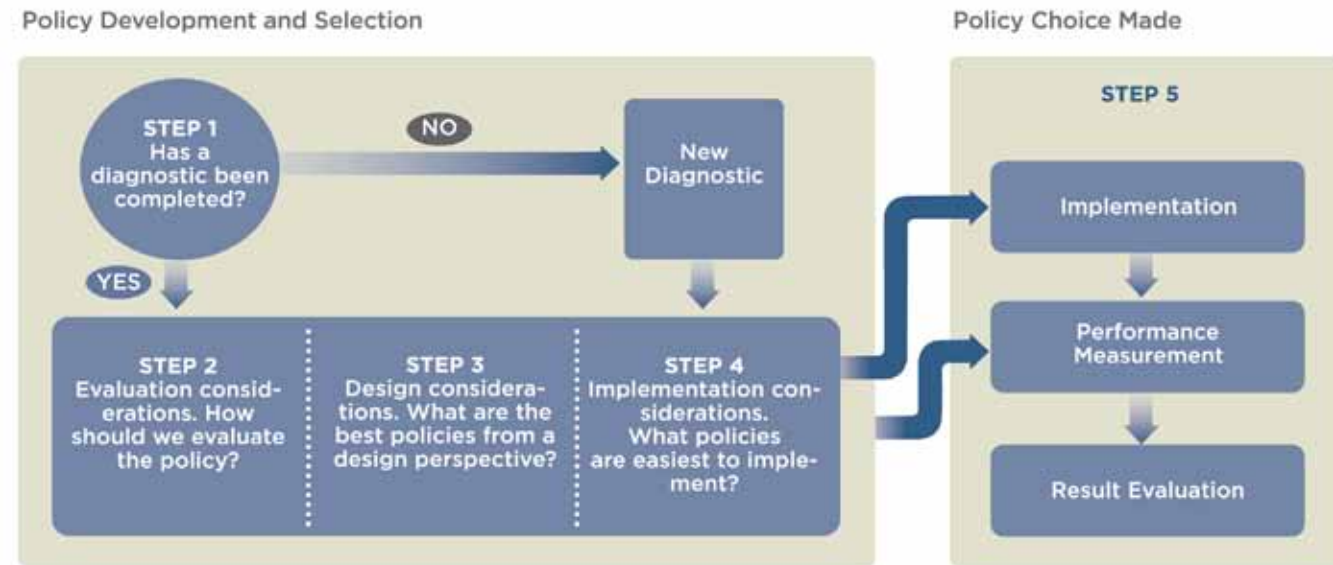 Policy Development and Selection
Policy Choice Made
STEP 1
Has a
diagnostic been
completed?
NO
New
Diagnostic
YES
STEP 2
Evaluation consid-
erations. How
should we evaluate
the policy?
STEP 3
Design considera-
tions. What are the
best policies from a
design perspective?
STEP 4
Implementation con-
siderations.
What policies
are easiest to imple-
ment?
STEP 5
Implementation
Performance
Measurement
Result Evaluation